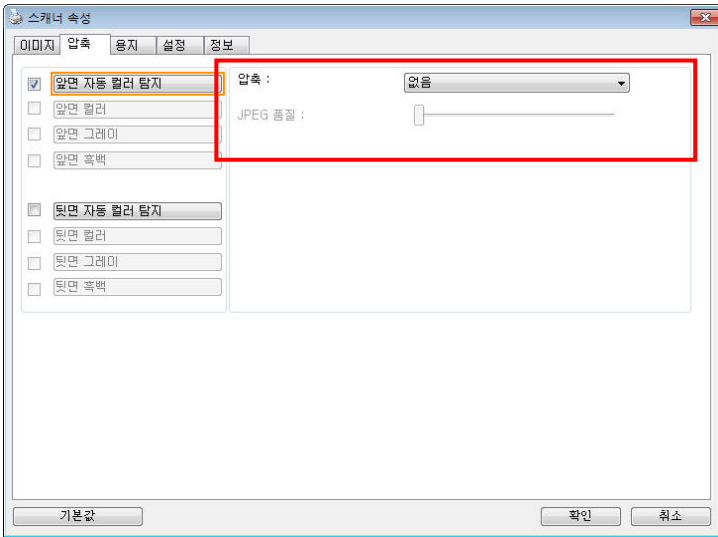 스캐너 속성
이미지 압축 용지 설정 정보
앞면 자동 컬러 탐지
앞면 컬러
앞면 그레이
앞면 흑백
뒷면 자동 컬러 탐지
뒷면 컬러
뒷면 그레이
뒷면 흑백
압축 : 없음
JPEG 품질 :
기본값 확인 취소